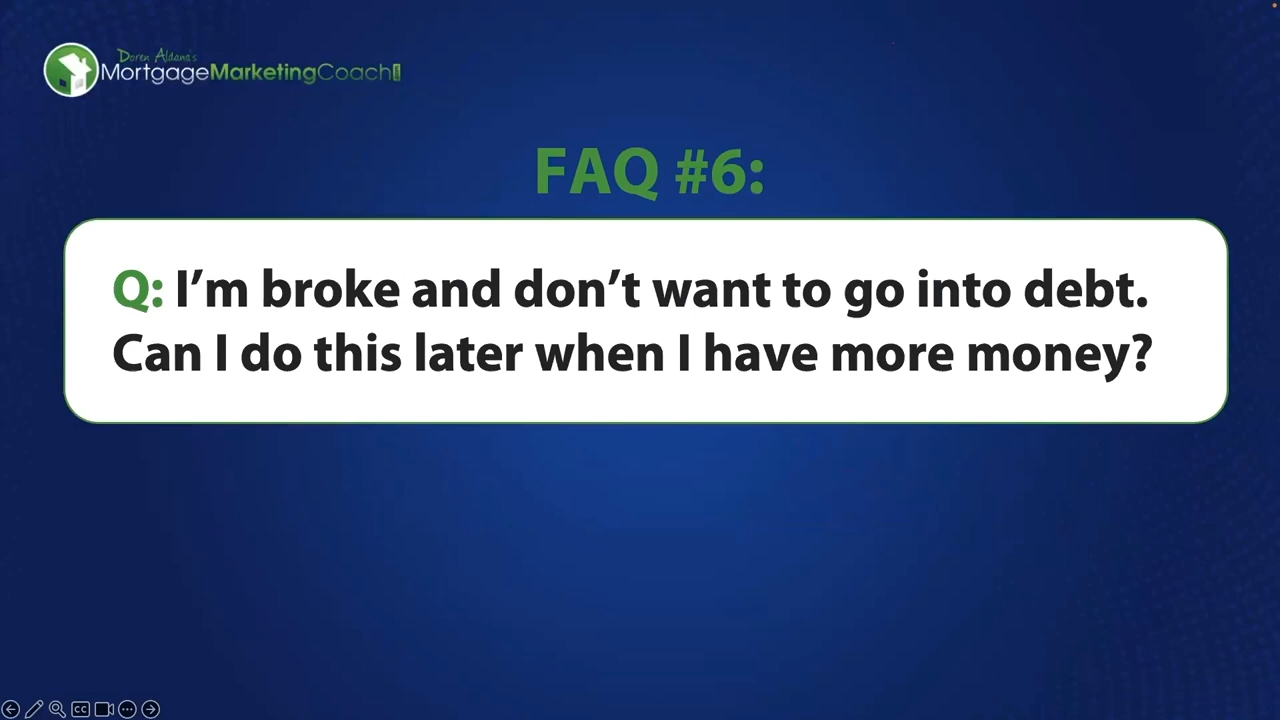 Doren Aldana's
MortgageMarketingCoach
FAQ #6:
Q: I’m broke and don’t want to go into debt.
Can I do this later when I have more money?
CC